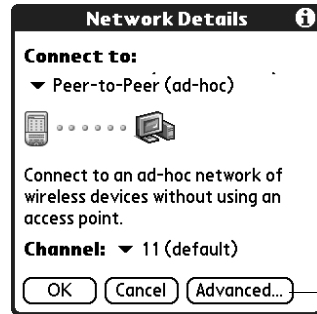 Network Details
Connect to:
Peer-to-Peer (ad-hoc)
Connect to an ad-hoc network of
wireless devices without using an
access point.
Channel: 11 (default)
OK Cancel Advanced...